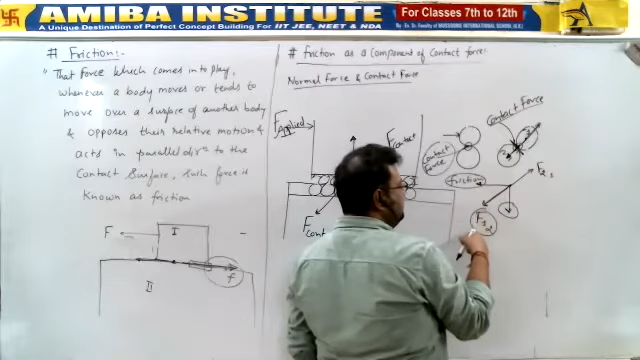 AMIBA INSTITUTE
For Classes 7th to 12th
A Unique Destination of Perfect Concept Building For IIT JEE, NEET & NDA
# Friction:-
"That Force which comes into play,
whenever a body moves or tends to
move over a surface of another body
& opposes their relative motion &
acts in parallel dirⁿ to the
Contact Surface, such force is
known as friction
F
I
II
f
# Friction as a Component of Contact force:
Normal Force & Contact Force
F Applied
F Contact
Contact Force
Contact Force
friction
F